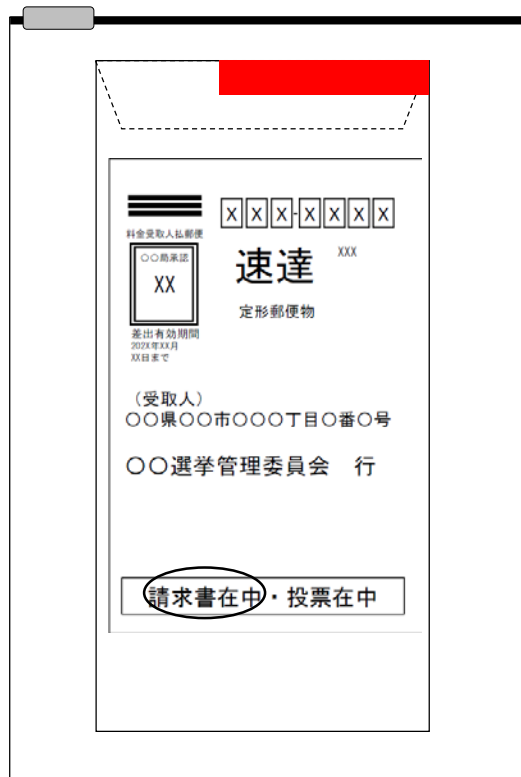 XXX-XXXX
料金受取人払郵便
〇〇局承認
XX
速達
XXX
定形郵便物
差出有効期間
202X年XX月
XX日まで
（受取人）
〇〇県〇〇市〇〇〇丁目〇番〇号
〇〇選挙管理委員会　行
請求書在中・投票在中